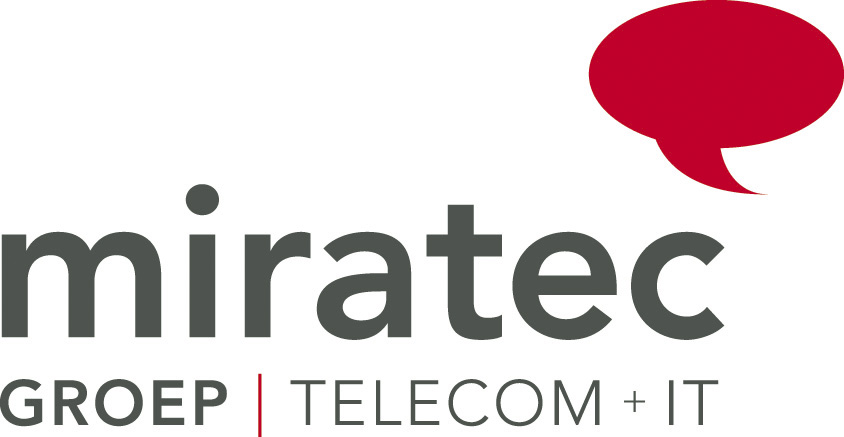 miratec
GROEP | TELECOM + IT